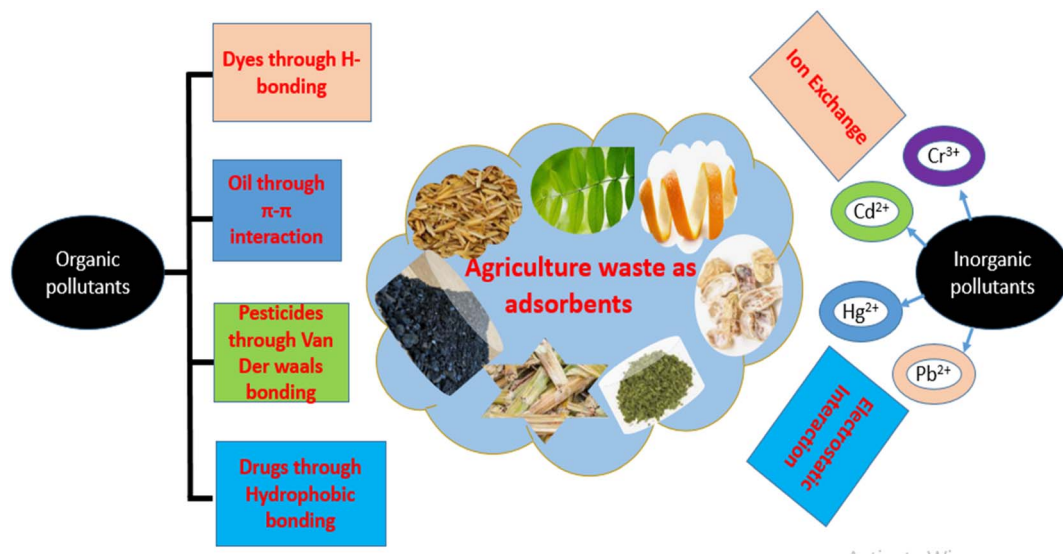 Organic
pollutants
Dyes through H-
bonding
Oil through
π-π
interaction
Pesticides
through Van
Der waals
bonding
Drugs through
Hydrophobic
bonding
Agriculture waste as
adsorbents
Ion Exchange
Cr³⁺
Cd²⁺
Hg²⁺
Pb²⁺
Inorganic
pollutants
Electrostatic
Interaction